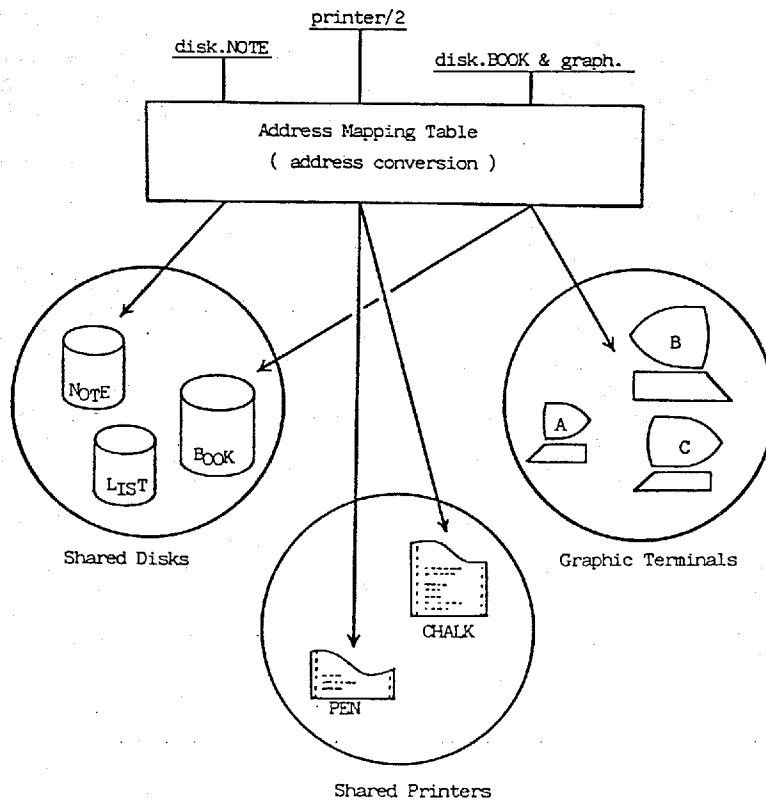 printer/2
disk.NOTE
disk.BOOK & graph.
Address Mapping Table
( address conversion )
NOTE
BOOK
LIST
B
A
C
Shared Disks
Graphic Terminals
CHALK
PEN
Shared Printers